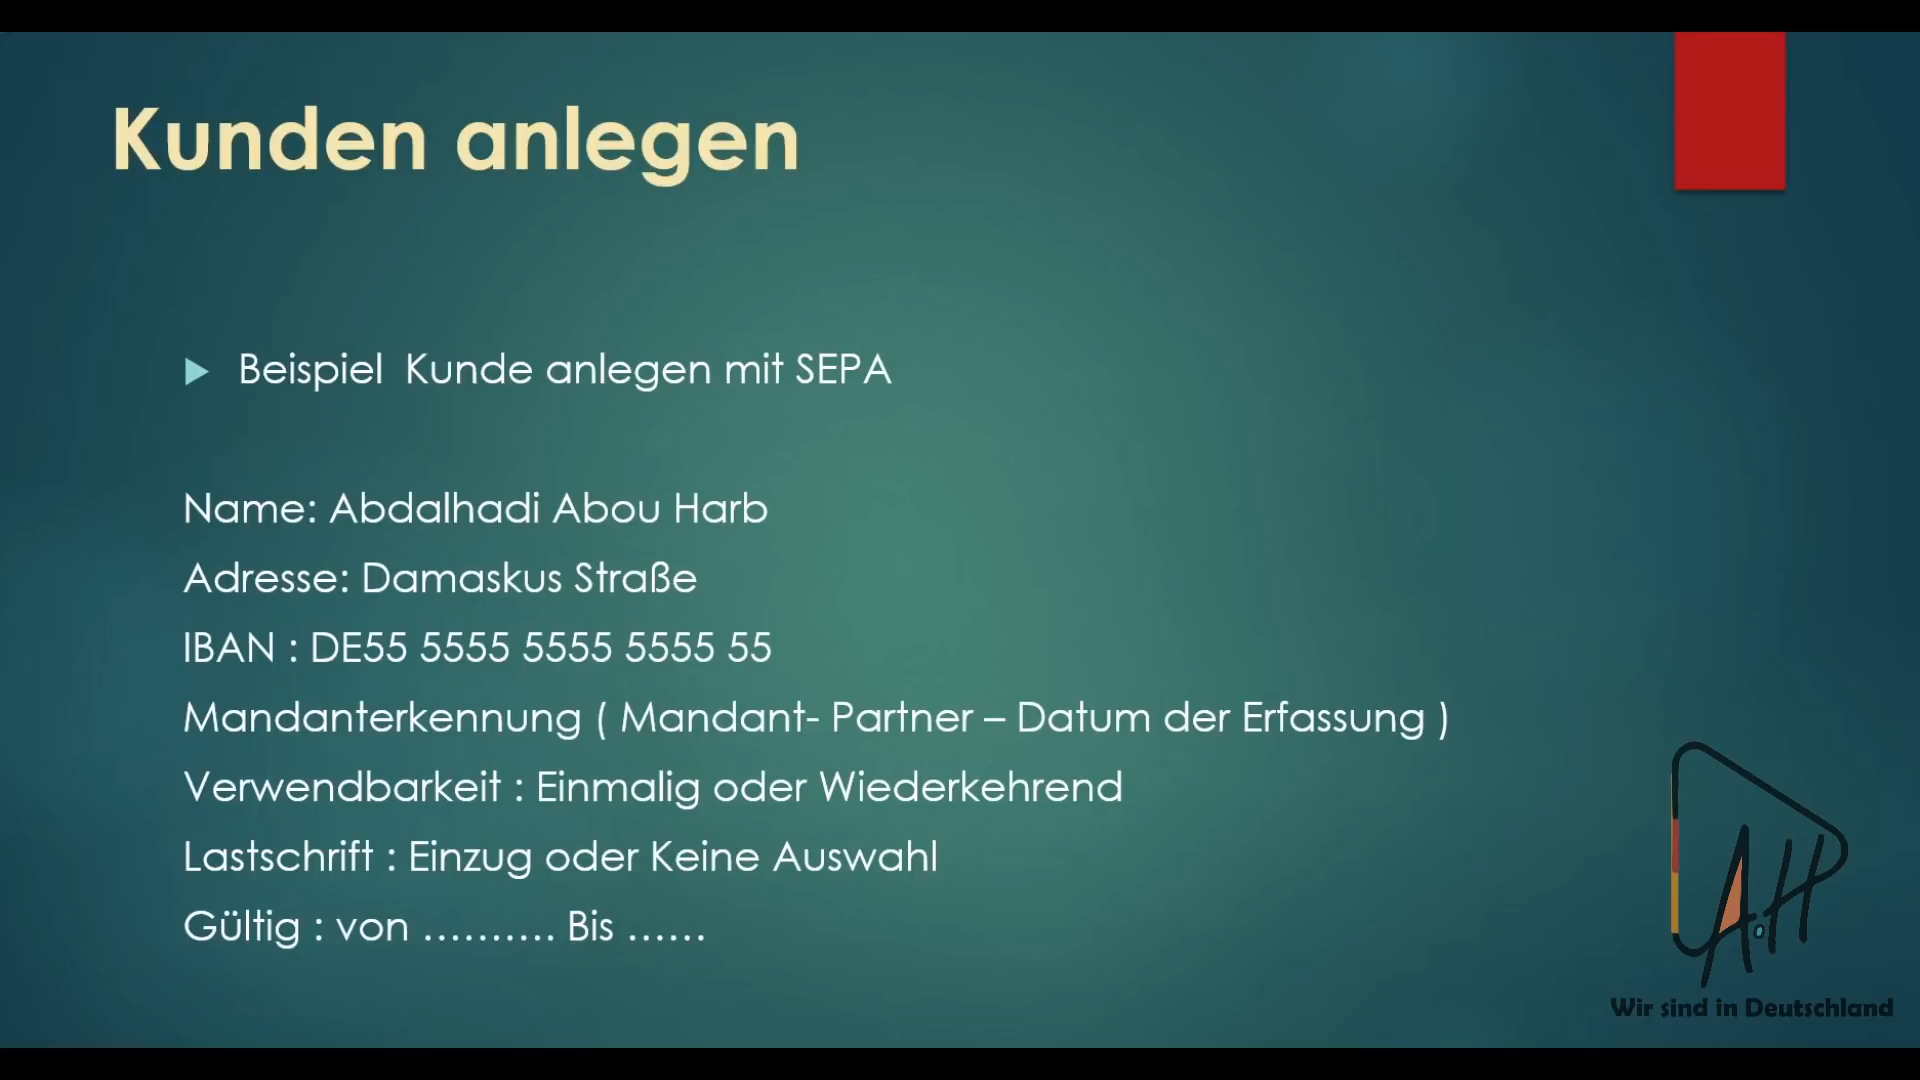 Kunden anlegen
Beispiel Kunde anlegen mit SEPA
Name: Abdalhadi Abou Harb
Adresse: Damaskus Straße
IBAN : DE55 5555 5555 5555 55
Mandanterkennung ( Mandant- Partner – Datum der Erfassung )
Verwendbarkeit : Einmalig oder Wiederkehrend
Lastschrift : Einzug oder Keine Auswahl
Gültig : von .......... Bis ......
A.H
Wir sind in Deutschland